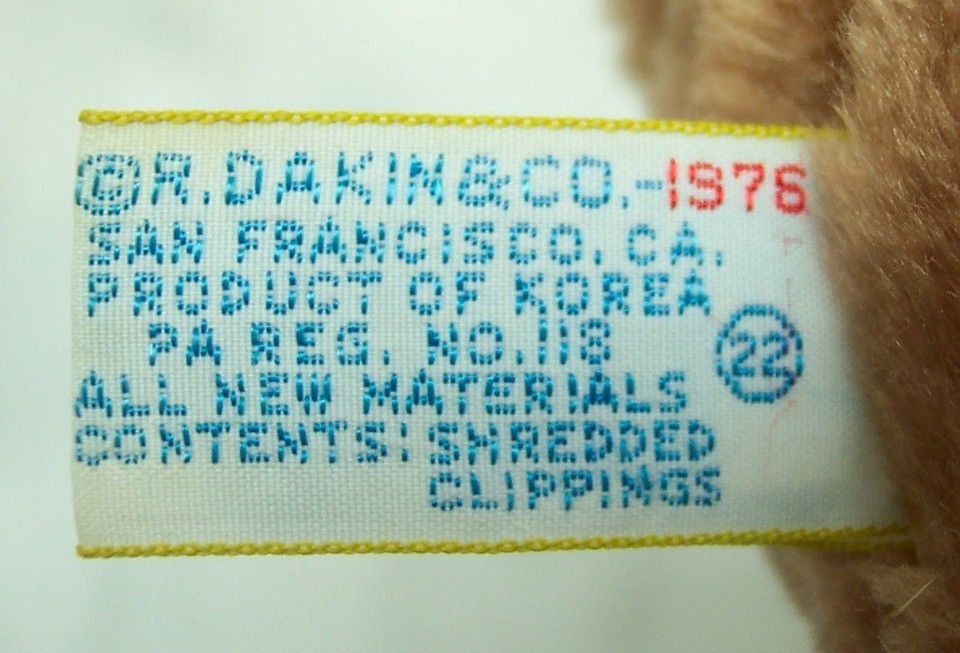 ©R. DAKIN & CO.-1976
SAN FRANCISCO, CA.
PRODUCT OF KOREA
PA REG. NO. 118
22
ALL NEW MATERIALS
CONTENTS: SHREDDED
CLIPPINGS